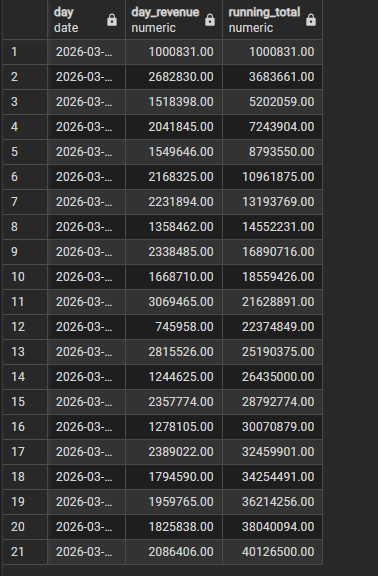 day day_revenue running_total
date numeric numeric
1 2026-03-... 1000831.00 1000831.00
2 2026-03-... 2682830.00 3683661.00
3 2026-03-... 1518398.00 5202059.00
4 2026-03-... 2041845.00 7243904.00
5 2026-03-... 1549646.00 8793550.00
6 2026-03-... 2168325.00 10961875.00
7 2026-03-... 2231894.00 13193769.00
8 2026-03-... 1358462.00 14552231.00
9 2026-03-... 2338485.00 16890716.00
10 2026-03-... 1668710.00 18559426.00
11 2026-03-... 3069465.00 21628891.00
12 2026-03-... 745958.00 22374849.00
13 2026-03-... 2815526.00 25190375.00
14 2026-03-... 1244625.00 26435000.00
15 2026-03-... 2357774.00 28792774.00
16 2026-03-... 1278105.00 30070879.00
17 2026-03-... 2389022.00 32459901.00
18 2026-03-... 1794590.00 34254491.00
19 2026-03-... 1959765.00 36214256.00
20 2026-03-... 1825838.00 38040094.00
21 2026-03-... 2086406.00 40126500.00